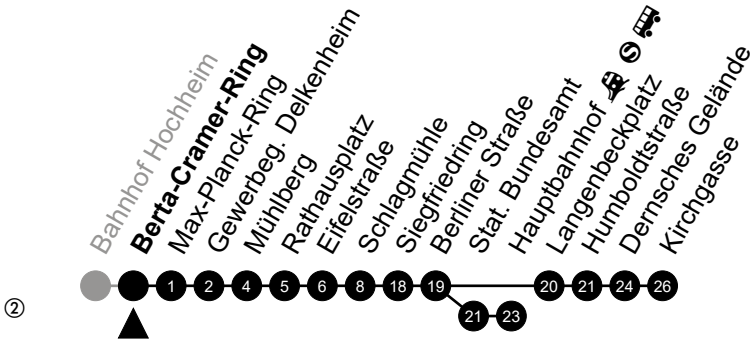 Bahnhof Hochheim
Berta-Cramer-Ring
Max-Planck-Ring
Gewerbeg. Delkenheim
Mühlberg
Rathausplatz
Eifelstraße
Schlagmühle
Siegfriedring
Berliner Straße
Stat. Bundesamt
Hauptbahnhof S
Langenbeckplatz
Humboldtstraße
Dernsches Gelände
Kirchgasse
1 2 4 5 6 8 18 19 20 21 24 26
② 21 23